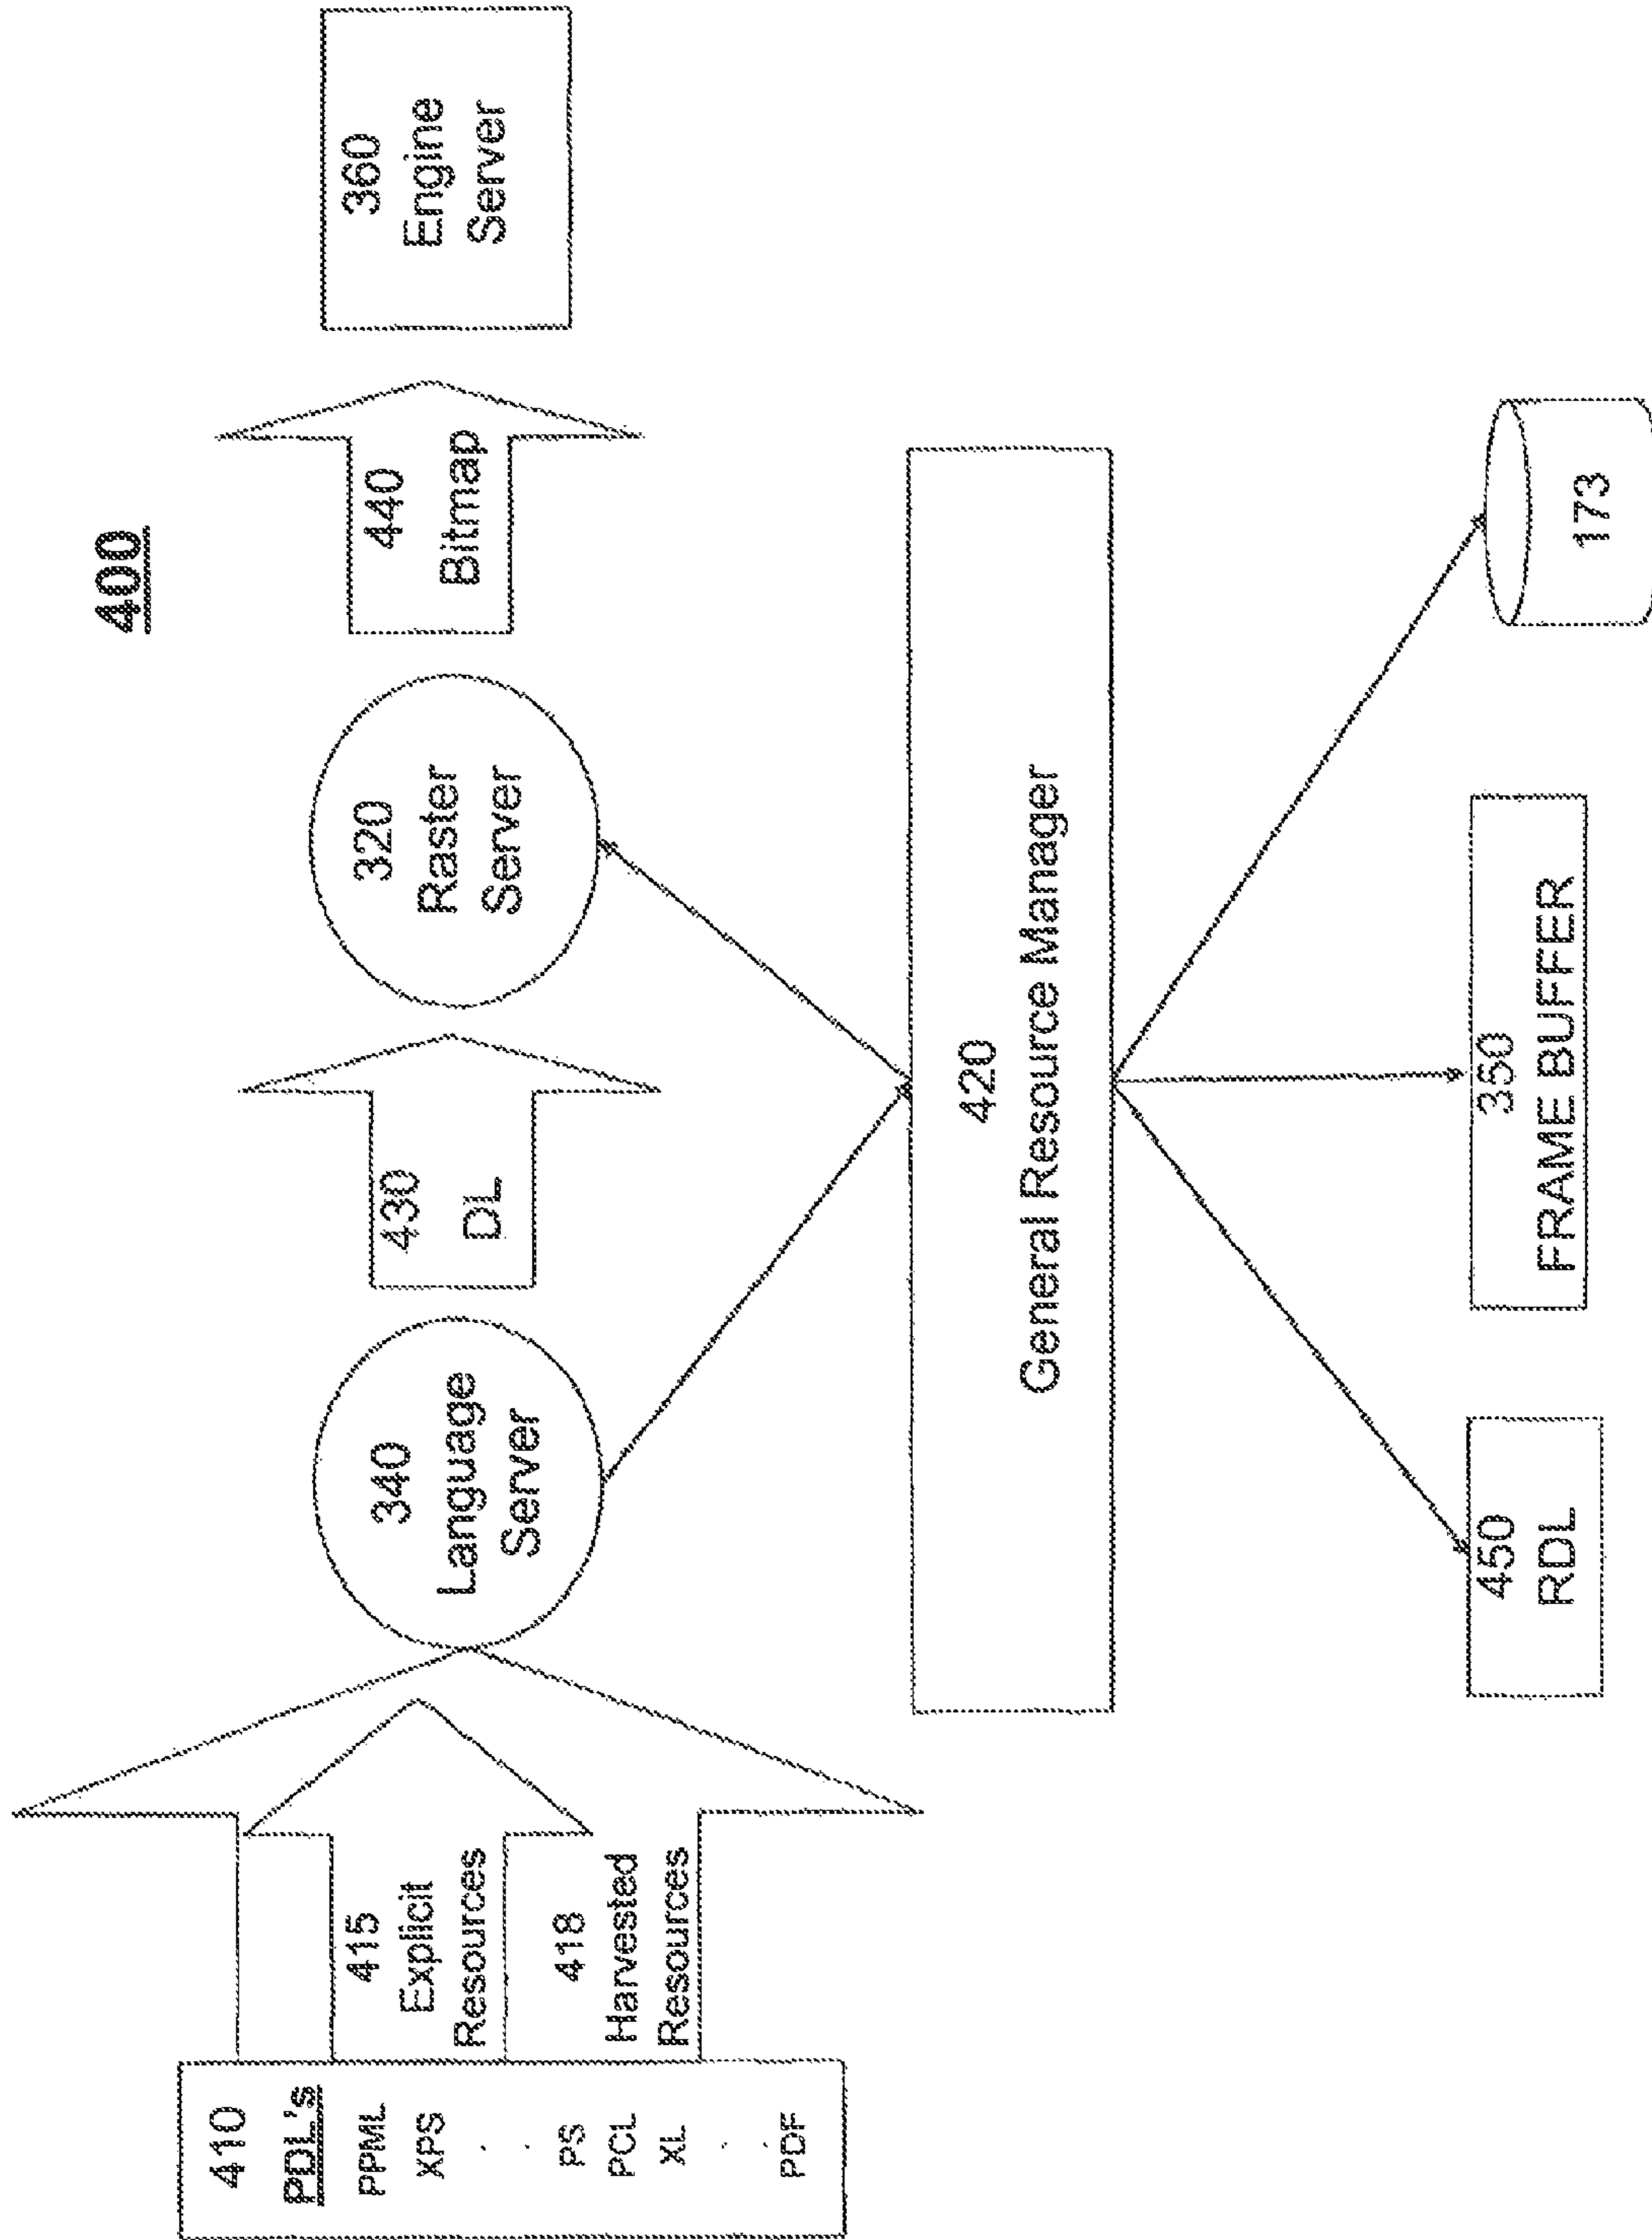 400
410
PDL's
PPML
XPS
PS
PCL
XL
PDF
415
Explicit
Resources
418
Harvested
Resources
340
Language
Server
430
DL
320
Raster
Server
440
Bitmap
360
Engine
Server
420
General Resource Manager
450
RDL
350
FRAME BUFFER
173